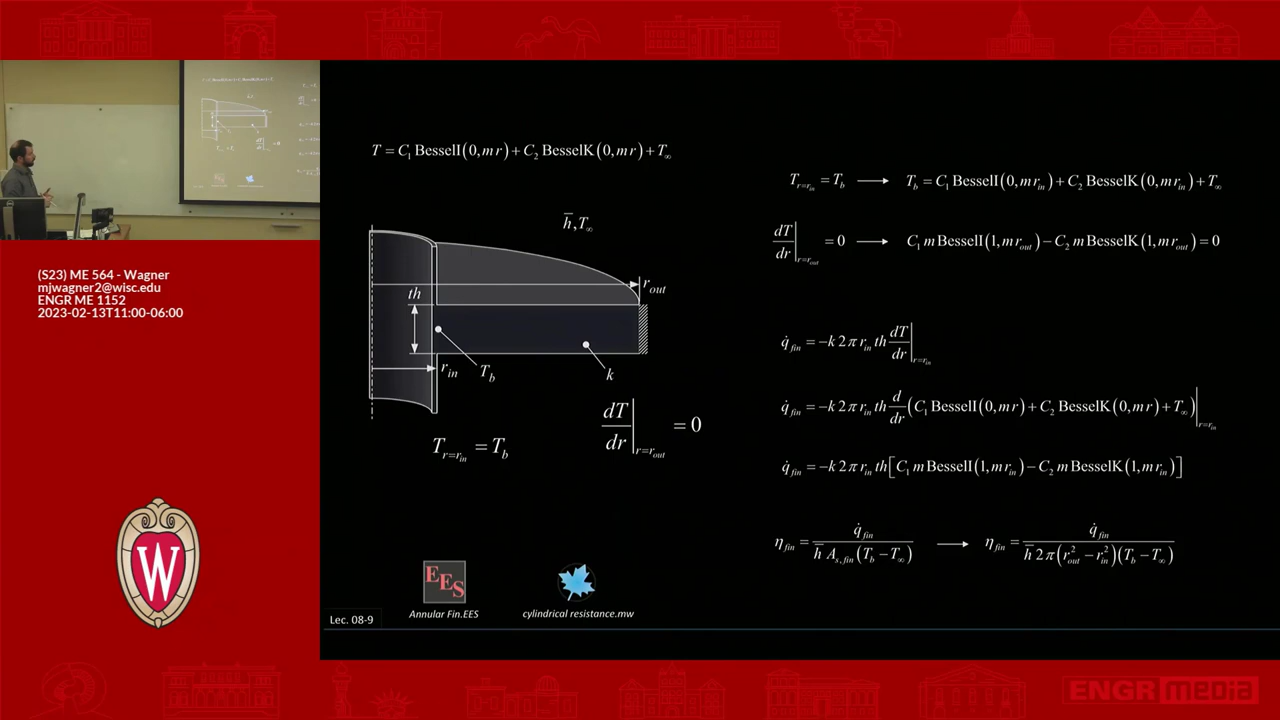 T = C₁ BesselI(0, m r) + C₂ BesselK(0, m r) + T∞
T_{r=r_in} = T_b → T_b = C₁ BesselI(0, m r_in) + C₂ BesselK(0, m r_in) + T∞
h̅, T∞
dT/dr|_{r=r_out} = 0 → C₁ m BesselI(1, m r_out) − C₂ m BesselK(1, m r_out) = 0
(S23) ME 564 - Wagner
mjwagner2@wisc.edu
ENGR ME 1152
2023-02-13T11:00-06:00
th
r_out
r_in
T_b
k
q̇_fin = −k 2 π r_in th dT/dr|_{r=r_in}
T_{r=r_in} = T_b
dT/dr|_{r=r_out} = 0
q̇_fin = −k 2 π r_in th d/dr (C₁ BesselI(0, m r) + C₂ BesselK(0, m r) + T∞)|_{r=r_in}
q̇_fin = −k 2 π r_in th [C₁ m BesselI(1, m r_in) − C₂ m BesselK(1, m r_in)]
η_fin = q̇_fin / (h̅ A_{s,fin} (T_b − T∞)) → η_fin = q̇_fin / (h̅ 2 π (r²_out − r²_in)(T_b − T∞))
W
EES
Annular Fin.EES
cylindrical resistance.mw
Lec. 08-9
ENGR media